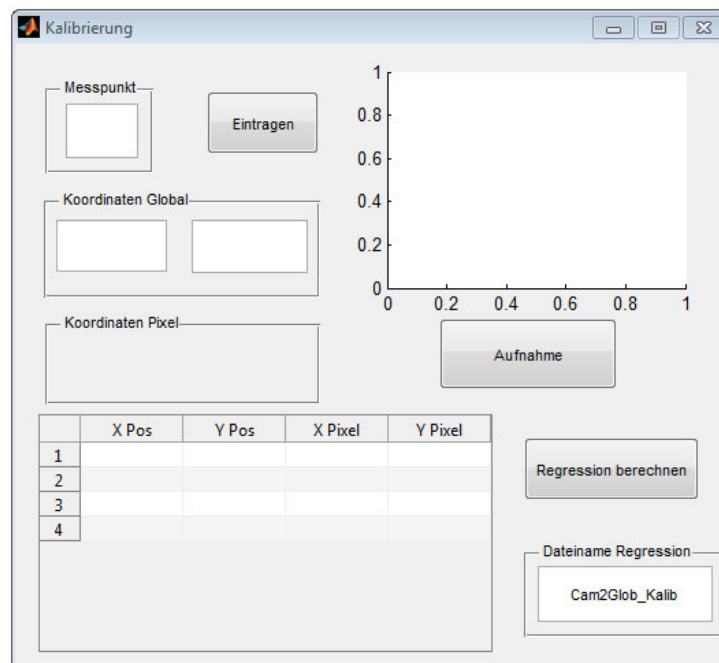 Kalibrierung
Messpunkt
Eintragen
Koordinaten Global
Koordinaten Pixel
1
0.8
0.6
0.4
0.2
0
0 0.2 0.4 0.6 0.8 1
Aufnahme
X Pos Y Pos X Pixel Y Pixel
1
2
3
4
Regression berechnen
Dateiname Regression
Cam2Glob_Kalib